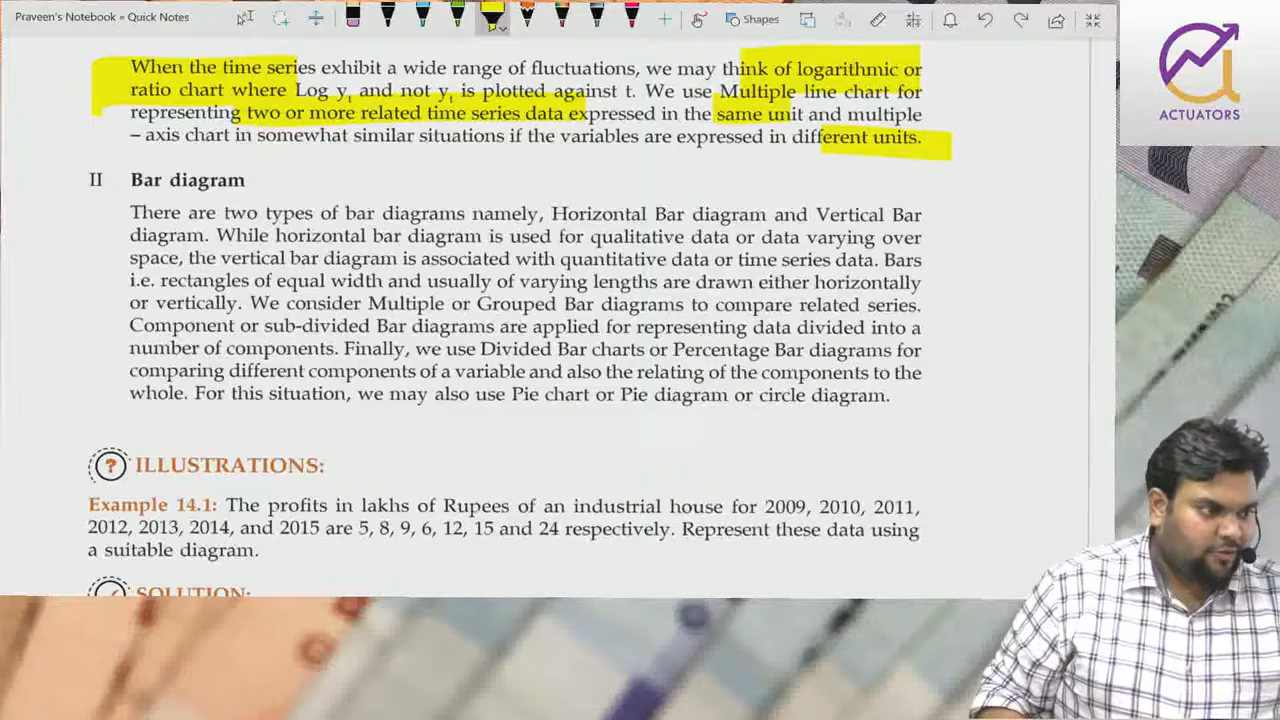 Praveen's Notebook » Quick Notes
Shapes
When the time series exhibit a wide range of fluctuations, we may think of logarithmic or
ratio chart where Log yt and not yt is plotted against t. We use Multiple line chart for
representing two or more related time series data expressed in the same unit and multiple
– axis chart in somewhat similar situations if the variables are expressed in different units.
II Bar diagram
There are two types of bar diagrams namely, Horizontal Bar diagram and Vertical Bar
diagram. While horizontal bar diagram is used for qualitative data or data varying over
space, the vertical bar diagram is associated with quantitative data or time series data. Bars
i.e. rectangles of equal width and usually of varying lengths are drawn either horizontally
or vertically. We consider Multiple or Grouped Bar diagrams to compare related series.
Component or sub-divided Bar diagrams are applied for representing data divided into a
number of components. Finally, we use Divided Bar charts or Percentage Bar diagrams for
comparing different components of a variable and also the relating of the components to the
whole. For this situation, we may also use Pie chart or Pie diagram or circle diagram.
? ILLUSTRATIONS:
Example 14.1: The profits in lakhs of Rupees of an industrial house for 2009, 2010, 2011,
2012, 2013, 2014, and 2015 are 5, 8, 9, 6, 12, 15 and 24 respectively. Represent these data using
a suitable diagram.
SOLUTION:
ACTUATORS